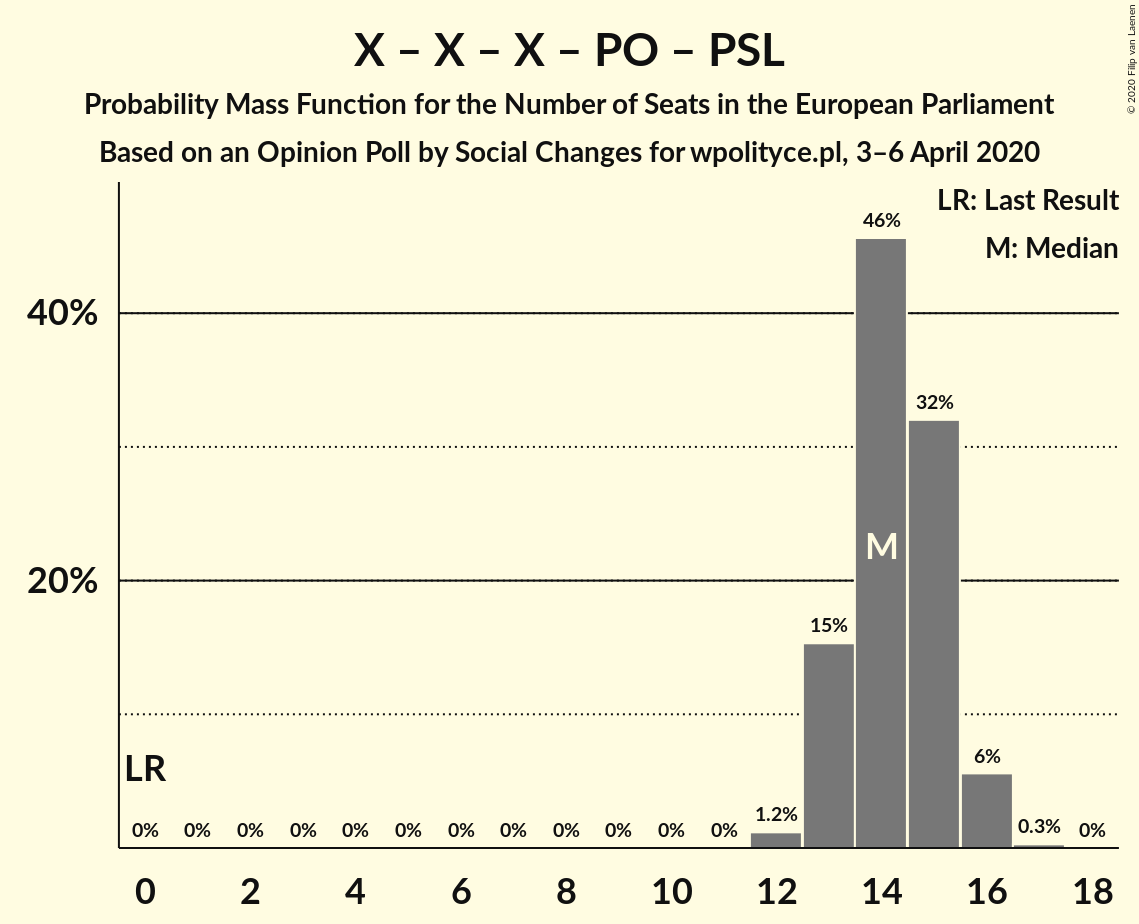 X – X – X – PO – PSL
Probability Mass Function for the Number of Seats in the European Parliament
Based on an Opinion Poll by Social Changes for wpolityce.pl, 3–6 April 2020
© 2020 Filip van Laenen
LR: Last Result
M: Median
46%
40%
32%
M
20%
15%
LR
6%
1.2%
0.3%
0% 0% 0% 0% 0% 0% 0% 0% 0% 0% 0% 0% 0%
0 2 4 6 8 10 12 14 16 18